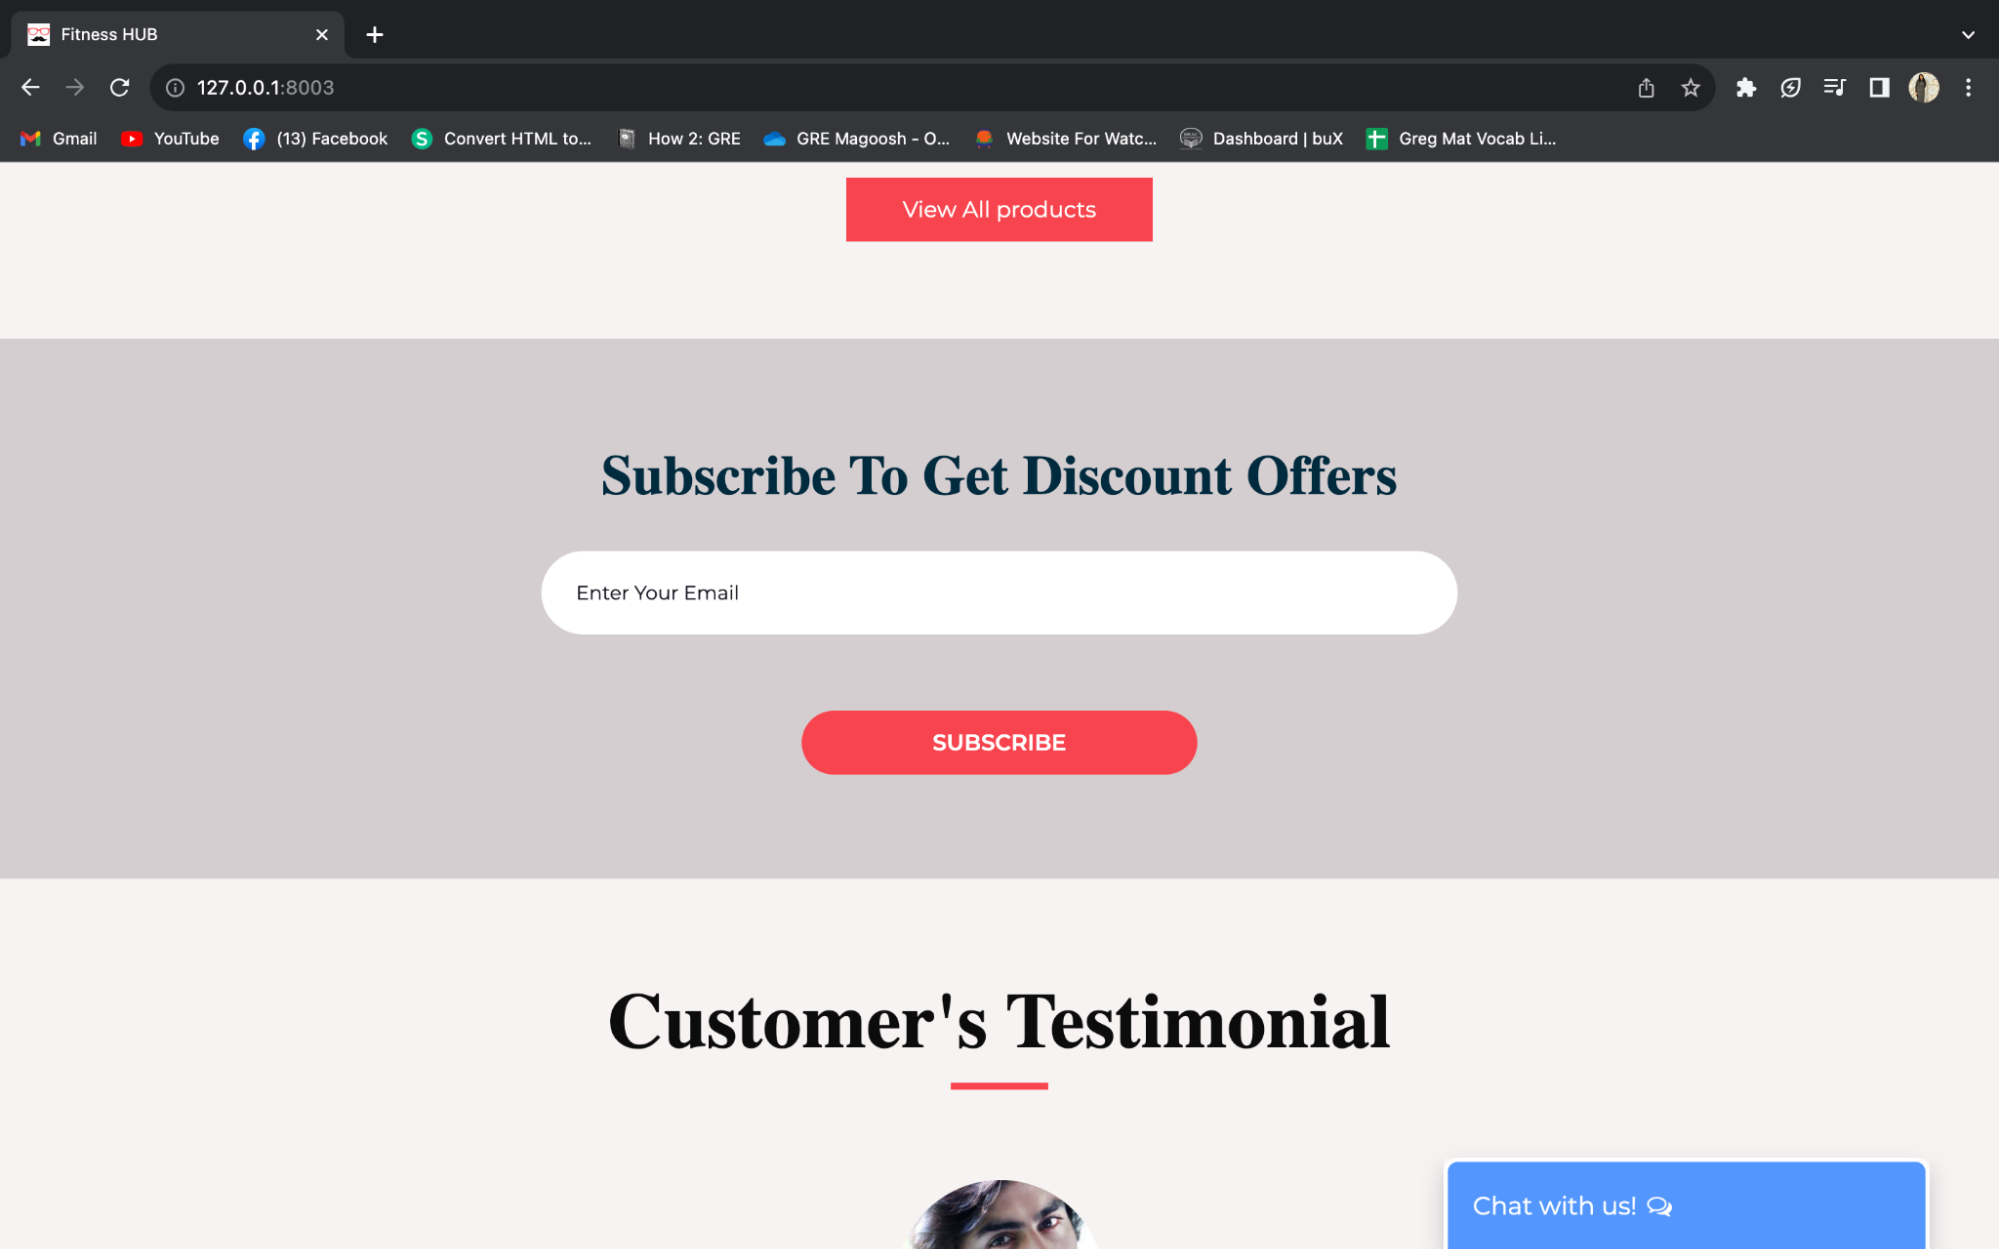 Fitness HUB
127.0.0.1:8003
Gmail YouTube (13) Facebook Convert HTML to... How 2: GRE GRE Magoosh - O... Website For Watc... Dashboard | buX Greg Mat Vocab Li...
View All products
Subscribe To Get Discount Offers
Enter Your Email
SUBSCRIBE
Customer's Testimonial
Chat with us!